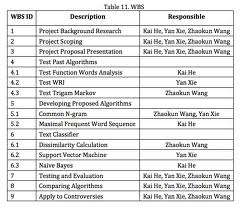 Table 11. WBS
WBS ID Description Responsible
1 Project Background Research Kai He, Yan Xie, Zhaokun Wang
2 Project Scoping Kai He, Yan Xie, Zhaokun Wang
3 Project Proposal Presentation Kai He, Yan Xie, Zhaokun Wang
4 Test Past Algorithms
4.1 Test Function Words Analysis Kai He
4.2 Test WRI Yan Xie
4.3 Test Trigam Markov Zhaokun Wang
5 Developing Proposed Algorithms
5.1 Common N-gram Zhaokun Wang, Yan Xie
5.2 Maximal Frequent Word Sequence Kai He
6 Text Classifier
6.1 Dissimilarity Calculation Zhaokun Wang
6.2 Support Vector Machine Yan Xie
6.3 Naive Bayes Kai He
7 Testing and Evaluation Kai He, Yan Xie, Zhaokun Wang
8 Comparing Algorithms Kai He, Yan Xie, Zhaokun Wang
9 Apply to Controversies Kai He, Yan Xie, Zhaokun Wang